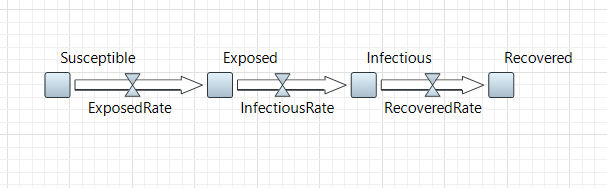 Susceptible
Exposed
Infectious
Recovered
ExposedRate
InfectiousRate
RecoveredRate